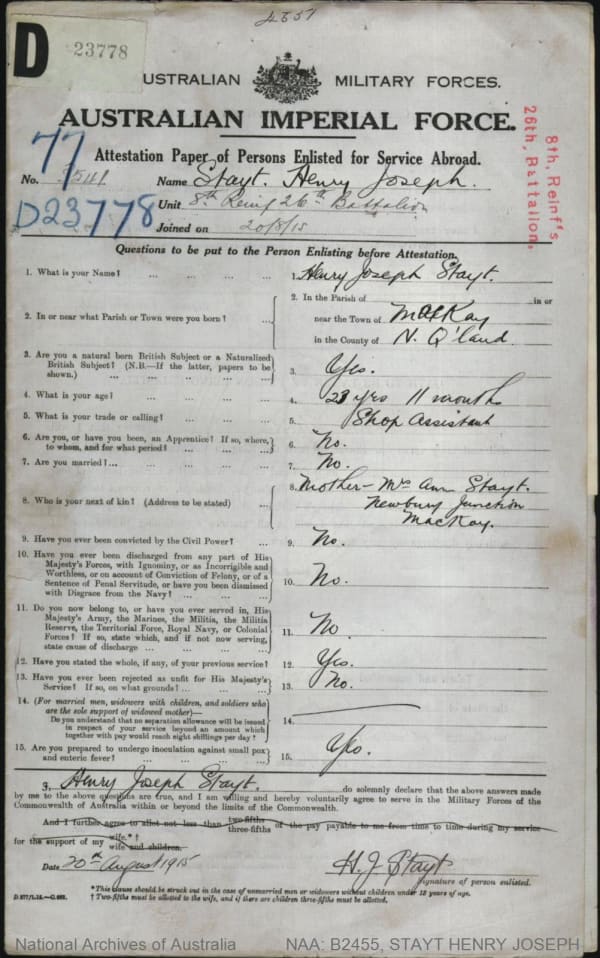 4851
D 23778
AUSTRALIAN MILITARY FORCES.
AUSTRALIAN IMPERIAL FORCE.
8th, Reinf's
26th, Battalion.
77
Attestation Paper of Persons Enlisted for Service Abroad.
No. Name Stayt. Henry Joseph.
D23778
Unit 8th Reinf 26th Battalion
Joined on 20/8/15
Questions to be put to the Person Enlisting before Attestation.
1. What is your Name? ... ... ... ... 1. Henry Joseph Stayt.
2. In or near what Parish or Town were you born? ... 2. In the Parish of in or
near the Town of MacKay
in the County of N. Q'land.
3. Are you a natural born British Subject or a Naturalized
British Subject? (N.B.—If the latter, papers to be
shown.) ... ... ... ... ... 3. Yes.
4. What is your age? ... ... ... ... 4. 23 yrs 11 months
5. What is your trade or calling? ... ... ... 5. Shop Assistant
6. Are you, or have you been, an Apprentice? If so, where,
to whom, and for what period? ... ... ... 6. No.
7. Are you married?... ... ... ... ... 7. No.
8. Who is your next of kin? (Address to be stated) ... 8. Mother - Mrs Ann Stayt.
Newbury Junction
MacKay.
9. Have you ever been convicted by the Civil Power? ... 9. No.
10. Have you ever been discharged from any part of His
Majesty's Forces, with Ignominy, or as Incorrigible and
Worthless, or on account of Conviction of Felony, or of a
Sentence of Penal Servitude, or have you been dismissed
with Disgrace from the Navy? ... ... ... 10. No.
11. Do you now belong to, or have you ever served in, His
Majesty's Army, the Marines, the Militia, the Militia
Reserve, the Territorial Force, Royal Navy, or Colonial
Forces? If so, state which, and if not now serving,
state cause of discharge ... ... ... ... 11. No
12. Have you stated the whole, if any, of your previous service? 12. Yes.
13. Have you ever been rejected as unfit for His Majesty's
Service? If so, on what grounds? ... ... ... 13. No.
14. (For married men, widowers with children, and soldiers who
are the sole support of widowed mother)—
Do you understand that no separation allowance will be issued
in respect of your service beyond an amount which
together with pay would reach eight shillings per day? 14.
15. Are you prepared to undergo inoculation against small pox
and enteric fever? ... ... ... ... 15. Yes.
I, Henry Joseph Stayt. do solemnly declare that the above answers made
by me to the above questions are true, and I am willing and hereby voluntarily agree to serve in the Military Forces of the
Commonwealth of Australia within or beyond the limits of the Commonwealth.
And I further agree to allot not less than two-fifths three-fifths of the pay payable to me from time to time during my service
for the support of my wife.*† wife and children.
Date 20th August 1915 H. J. Stayt
Signature of person enlisted.
*This clause should be struck out in the case of unmarried men or widowers without children under 18 years of age.
† Two-fifths must be allotted to the wife, and if there are children three-fifths must be allotted.
National Archives of Australia NAA: B2455, STAYT HENRY JOSEPH